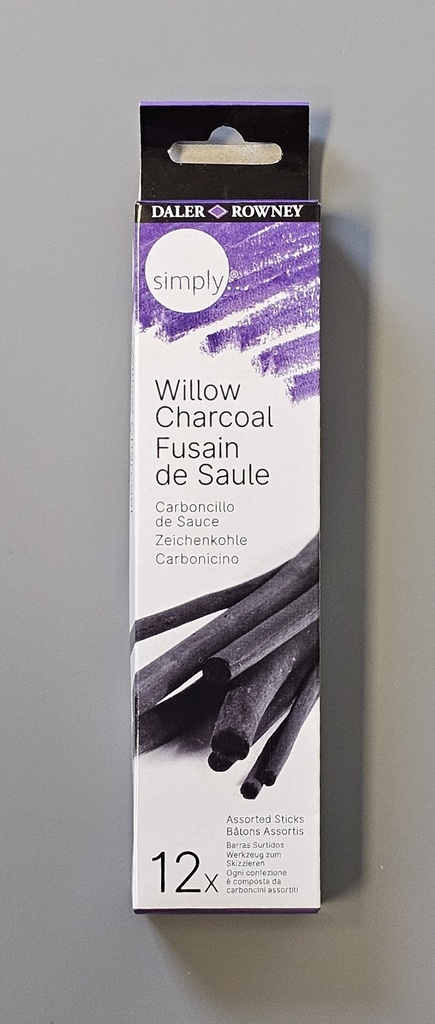 DALER ROWNEY
simply®
Willow
Charcoal
Fusain
de Saule
Carboncillo
de Sauce
Zeichenkohle
Carbonicino
12x
Assorted Sticks
Bâtons Assortis
Barras Surtidos
Werkzeug zum
Skizzieren
Ogni confezione
è composta da
carboncini assortiti